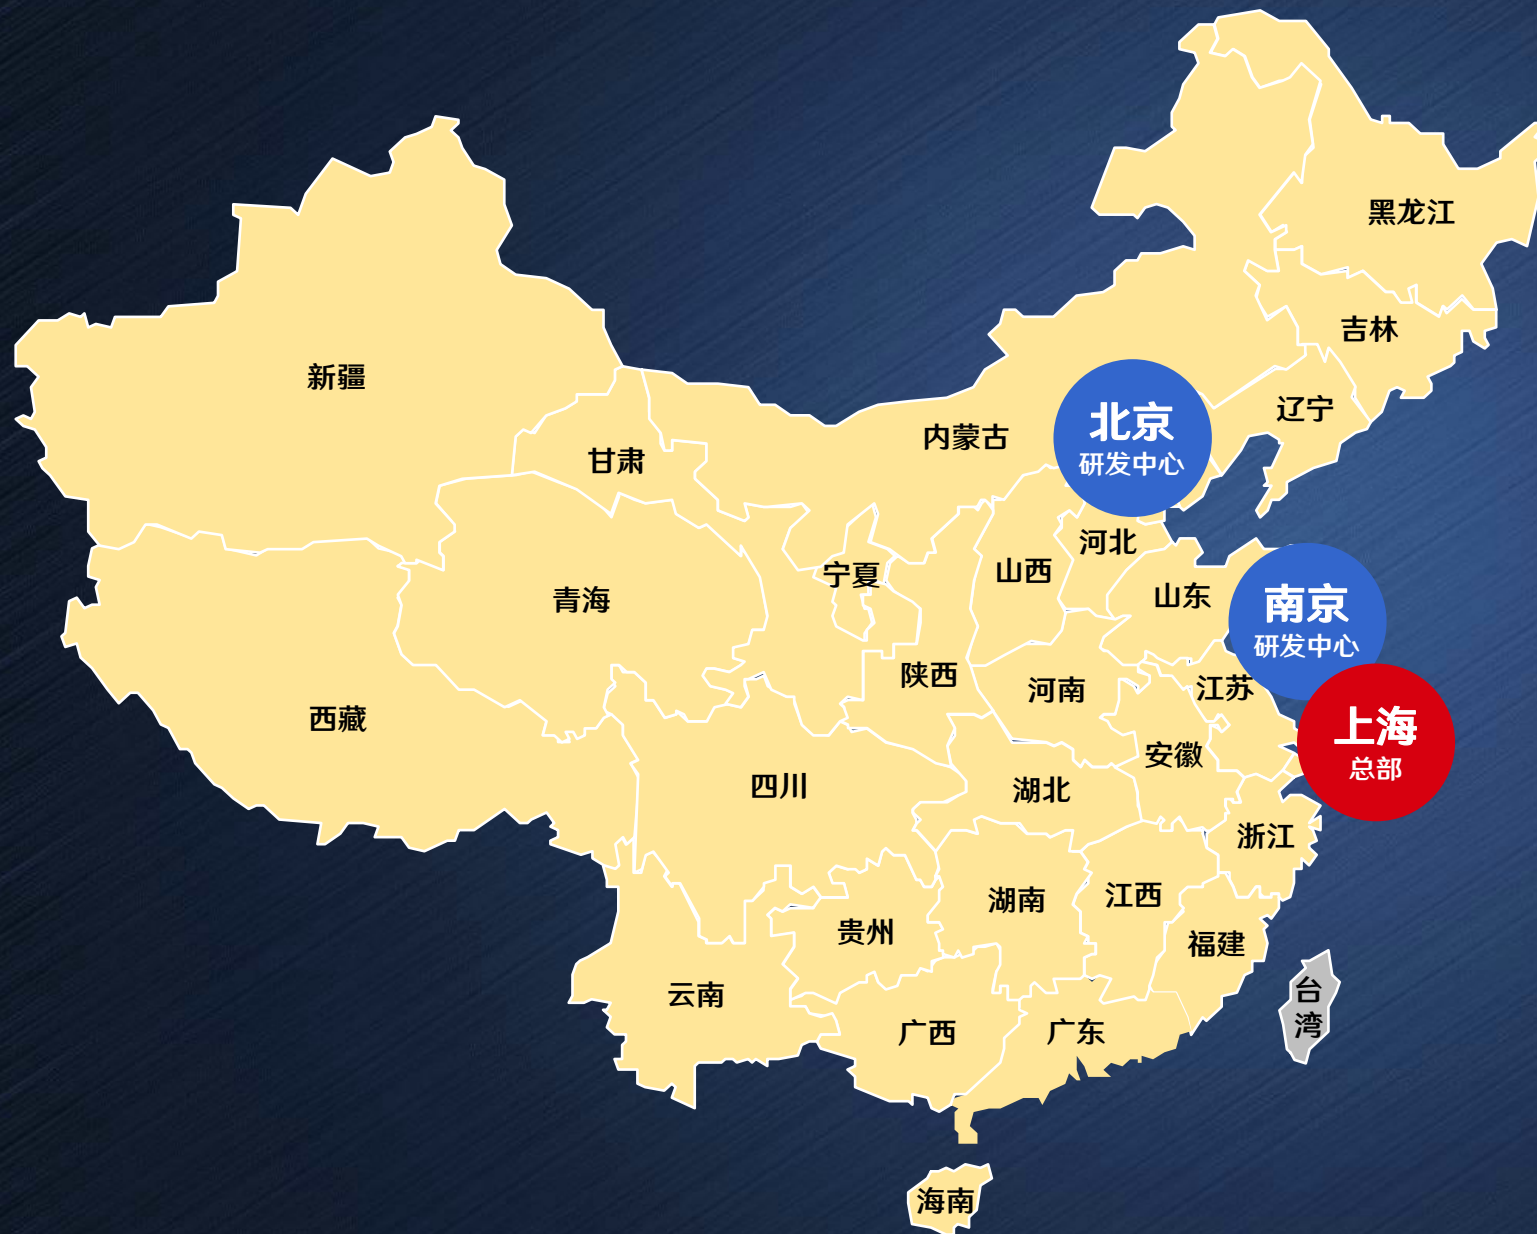 黑龙江
吉林
新疆
辽宁
北京
研发中心
内蒙古
甘肃
河北
山西
宁夏
山东
青海
南京
研发中心
陕西
河南
江苏
西藏
上海
总部
安徽
四川
湖北
浙江
江西
湖南
贵州
福建
云南
台
湾
广西
广东
海南